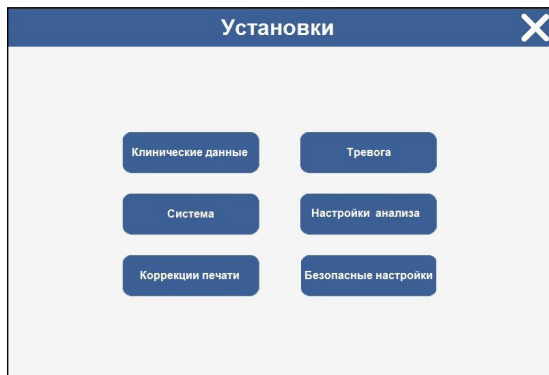 Установки
Клинические данные
Тревога
Система
Настройки анализа
Коррекции печати
Безопасные настройки